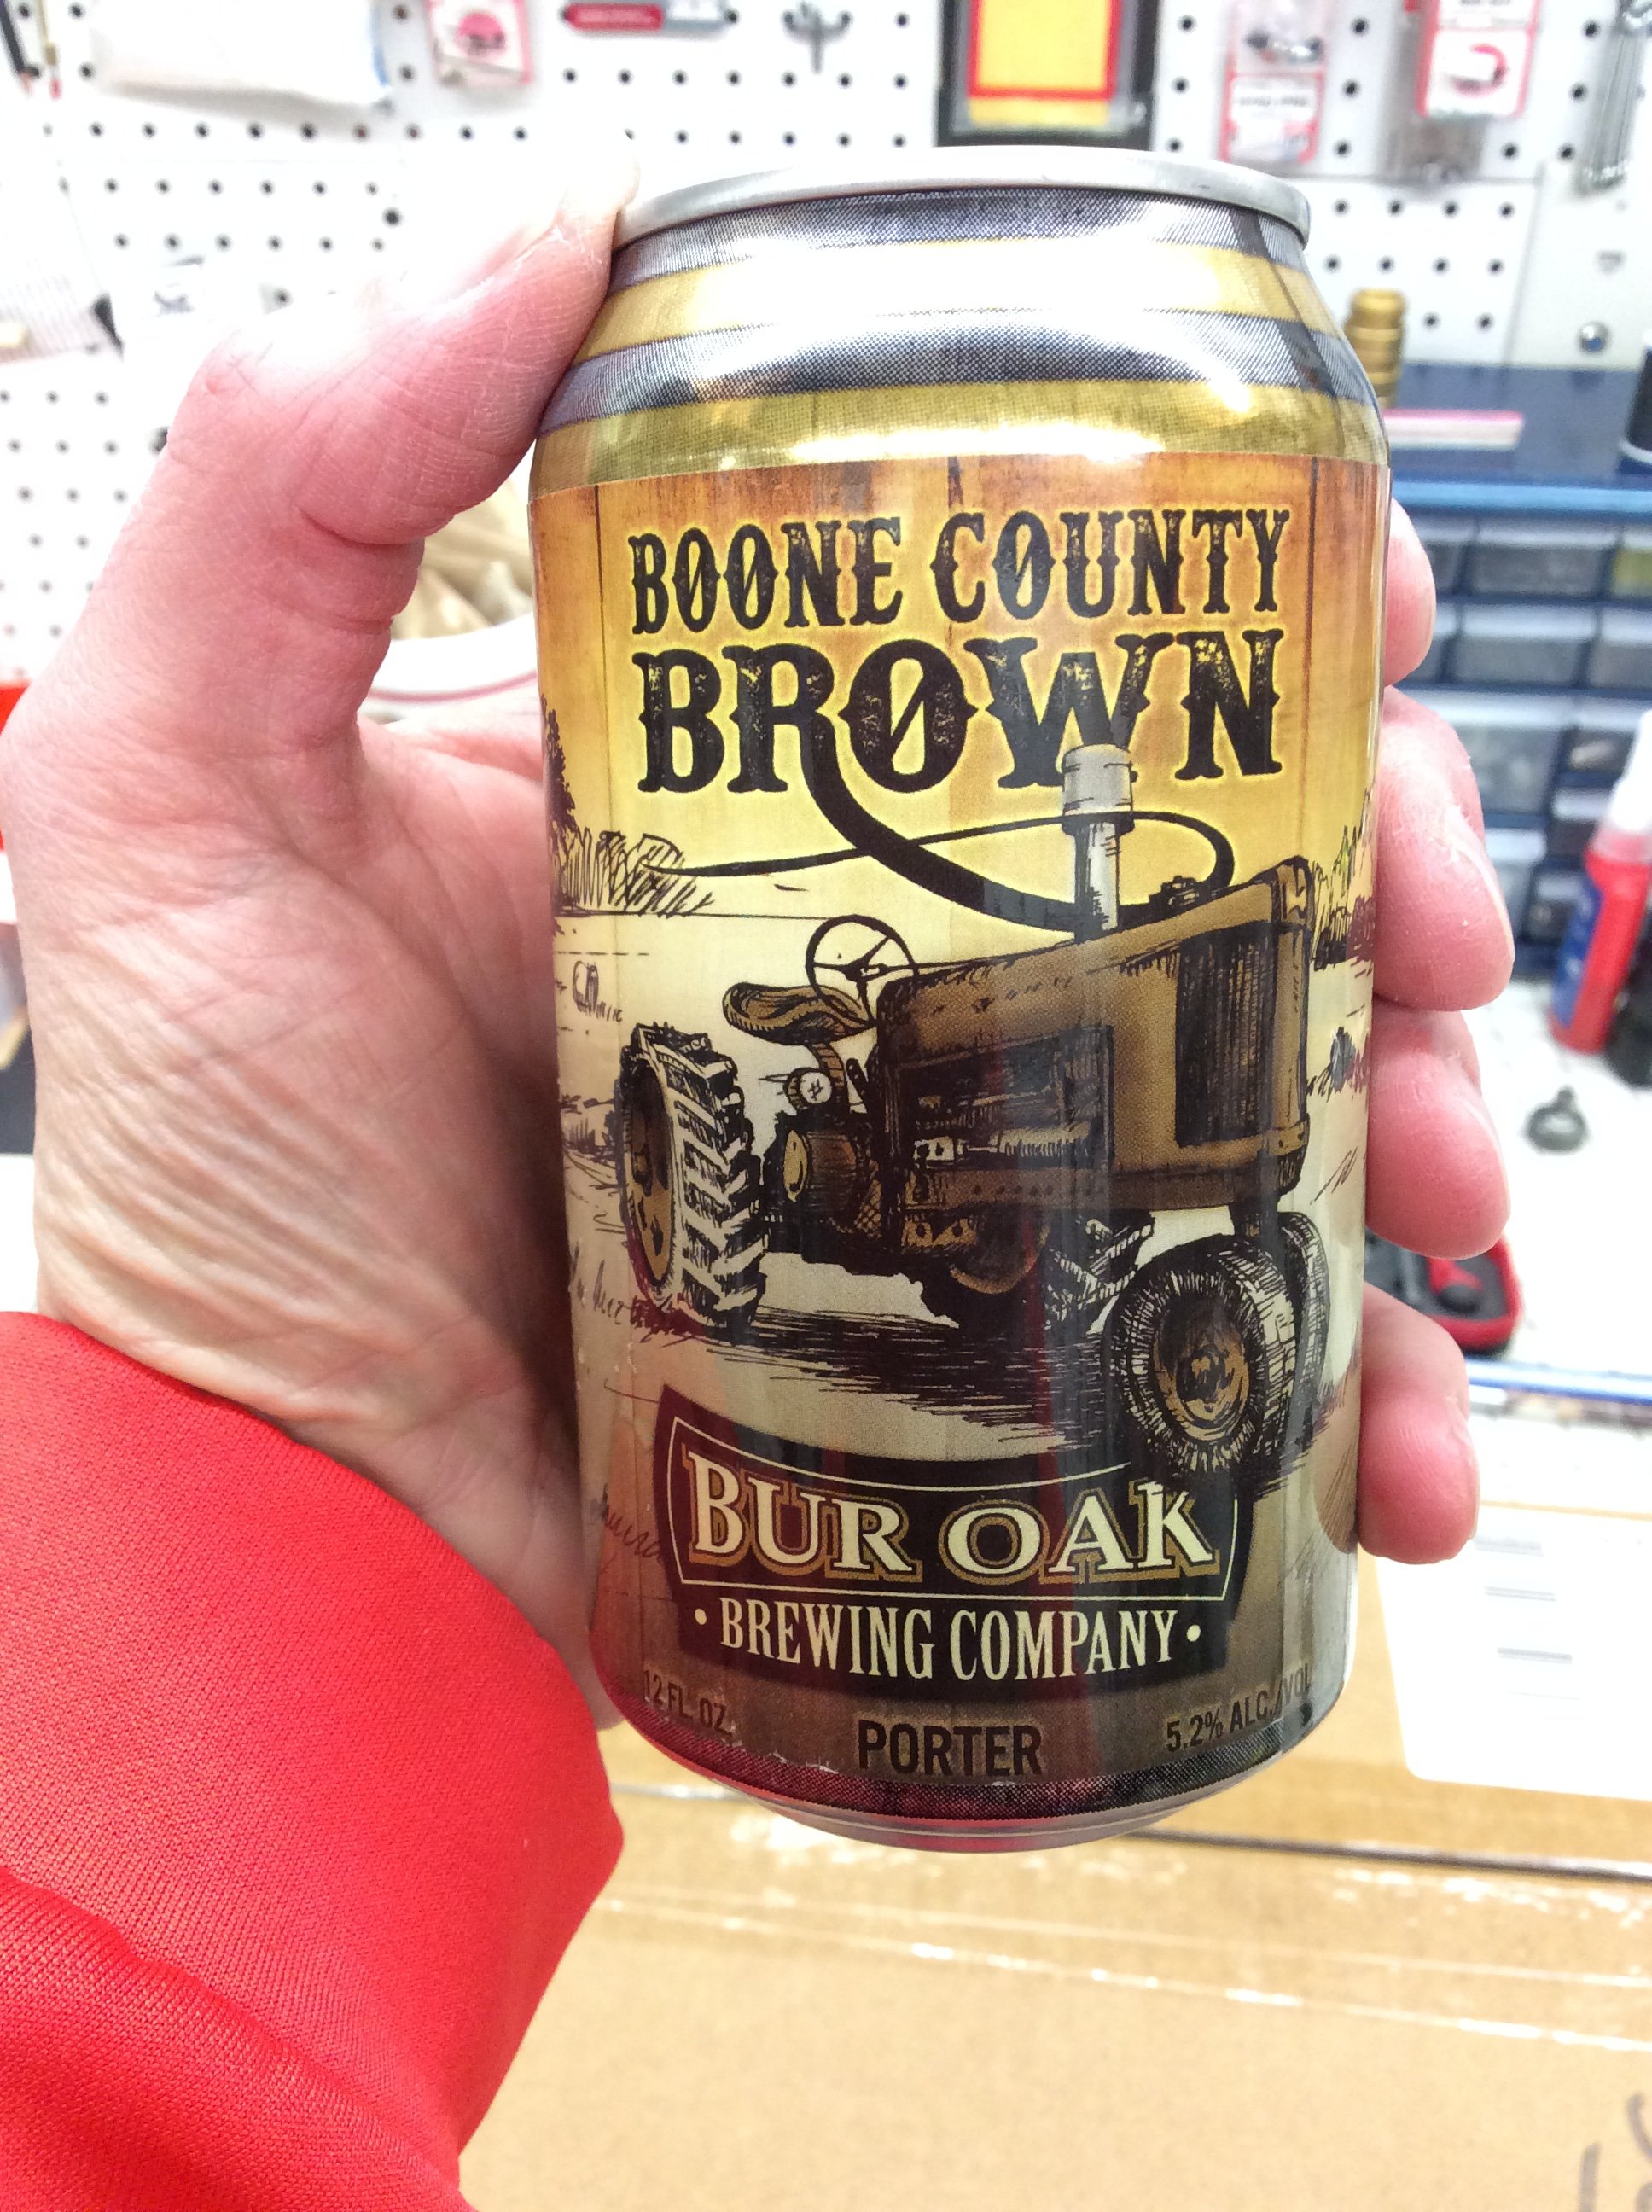 BOONE COUNTY
BROWN
BUR OAK
• BREWING COMPANY •
12 FL. OZ.
PORTER
5.2% ALC./VOL